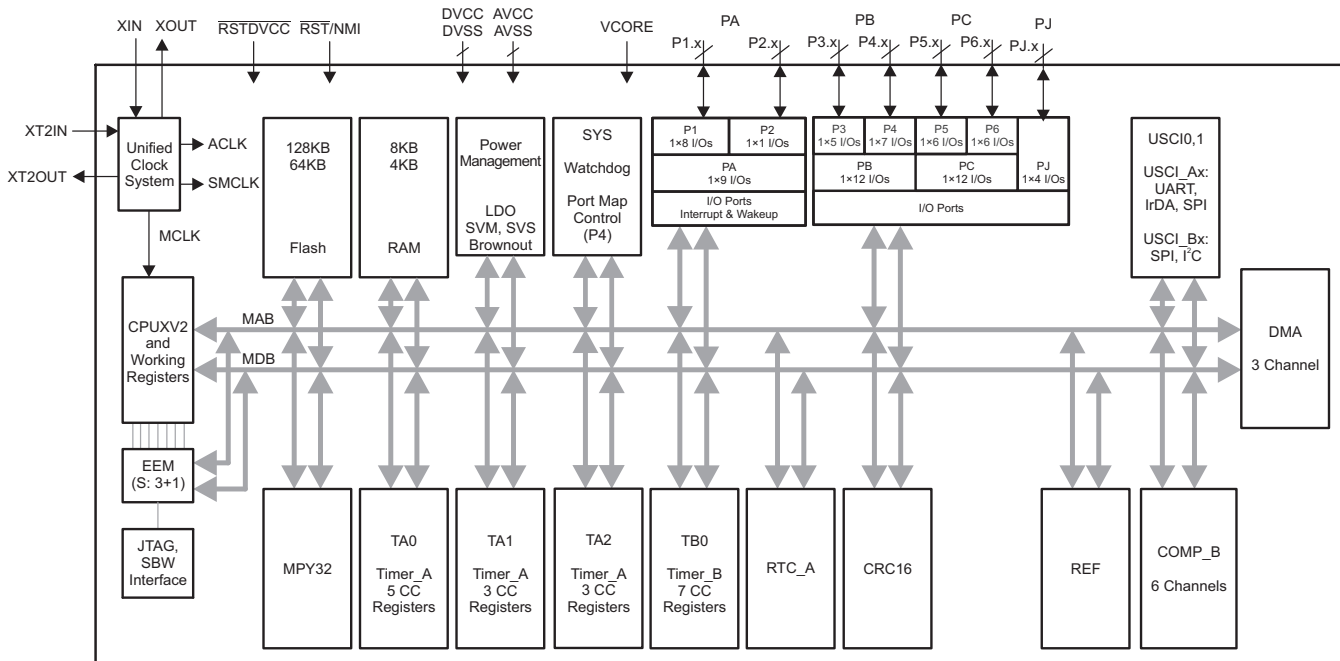 XIN
XOUT
RSTDVCC
RST/NMI
DVCC
DVSS
AVCC
AVSS
VCORE
PA
P1.x
P2.x
PB
P3.x
P4.x
PC
P5.x
P6.x
PJ
PJ.x
XT2IN
XT2OUT
Unified
Clock
System
ACLK
SMCLK
MCLK
128KB
64KB
Flash
8KB
4KB
RAM
Power
Management
LDO
SVM, SVS
Brownout
SYS
Watchdog
Port Map
Control
(P4)
P1
1×8 I/Os
P2
1×1 I/Os
PA
1×9 I/Os
I/O Ports
Interrupt & Wakeup
P3
1×5 I/Os
P4
1×7 I/Os
P5
1×6 I/Os
P6
1×6 I/Os
PB
1×12 I/Os
PC
1×12 I/Os
PJ
1×4 I/Os
I/O Ports
USCI0,1
USCI_Ax:
UART,
IrDA, SPI
USCI_Bx:
SPI, I²C
CPUXV2
and
Working
Registers
MAB
MDB
DMA
3 Channel
EEM
(S: 3+1)
JTAG,
SBW
Interface
MPY32
TA0
Timer_A
5 CC
Registers
TA1
Timer_A
3 CC
Registers
TA2
Timer_A
3 CC
Registers
TB0
Timer_B
7 CC
Registers
RTC_A
CRC16
REF
COMP_B
6 Channels